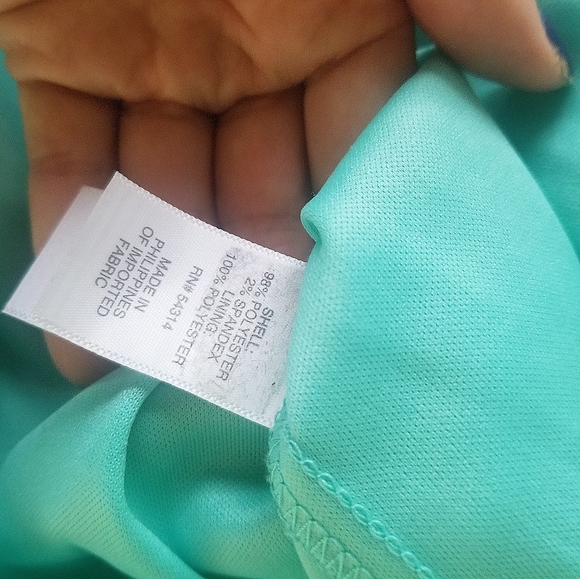 SHELL:
98% POLYESTER
2% SPANDEX
LINING:
100% POLYESTER
RN# 54314
MADE IN
PHILIPPINES
OF IMPORTED
FABRIC